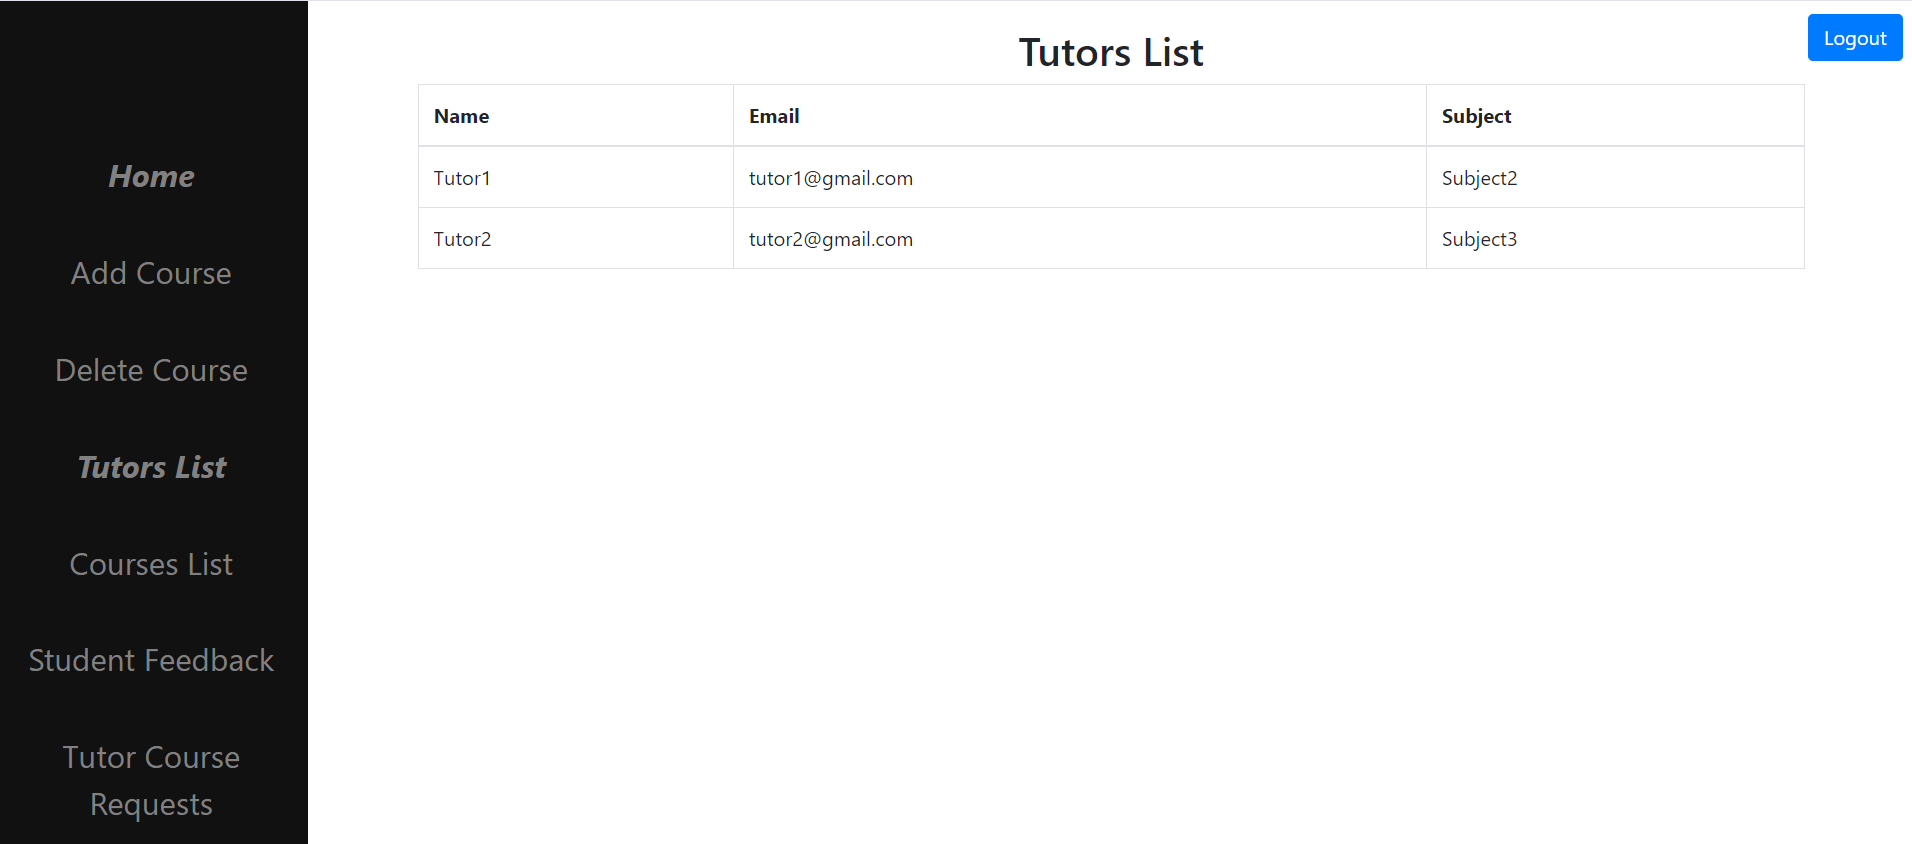 Home
Add Course
Delete Course
Tutors List
Courses List
Student Feedback
Tutor Course
Requests
Tutors List
Logout
Name Email Subject
Tutor1 tutor1@gmail.com Subject2
Tutor2 tutor2@gmail.com Subject3